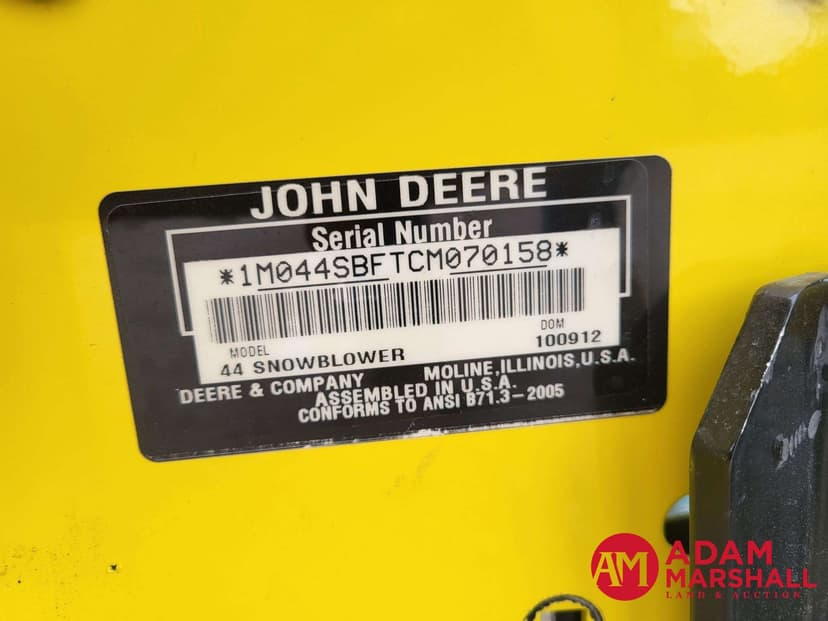 JOHN DEERE
Serial Number
*1M044SBFTCM070158*
MODEL DOM
44 SNOWBLOWER 100912
DEERE & COMPANY MOLINE, ILLINOIS, U.S.A.
ASSEMBLED IN U.S.A.
CONFORMS TO ANSI B71.3-2005
AM ADAM
MARSHALL
LAND & AUCTION